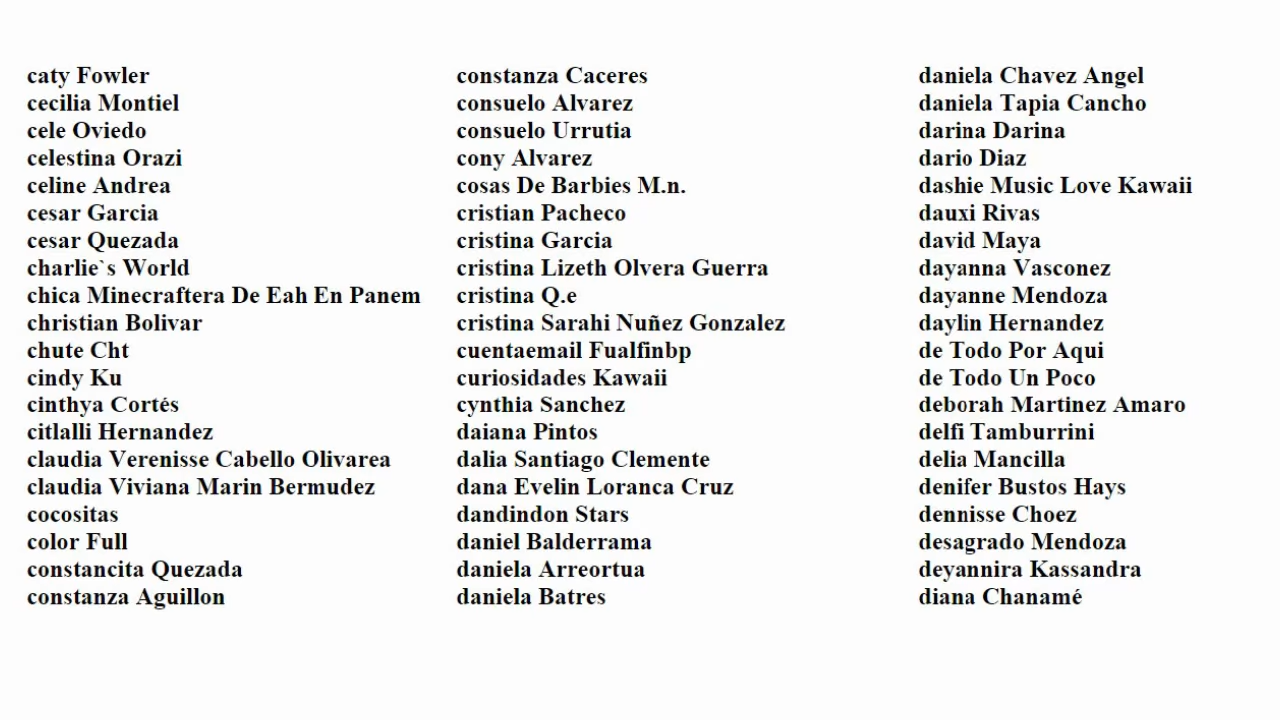 caty Fowler
cecilia Montiel
cele Oviedo
celestina Orazi
celine Andrea
cesar Garcia
cesar Quezada
charlie`s World
chica Minecraftera De Eah En Panem
christian Bolivar
chute Cht
cindy Ku
cinthya Cortés
citlalli Hernandez
claudia Verenisse Cabello Olivarea
claudia Viviana Marin Bermudez
cocositas
color Full
constancita Quezada
constanza Aguillon
constanza Caceres
consuelo Alvarez
consuelo Urrutia
cony Alvarez
cosas De Barbies M.n.
cristian Pacheco
cristina Garcia
cristina Lizeth Olvera Guerra
cristina Q.e
cristina Sarahi Nuñez Gonzalez
cuentaemail Fualfinbp
curiosidades Kawaii
cynthia Sanchez
daiana Pintos
dalia Santiago Clemente
dana Evelin Loranca Cruz
dandindon Stars
daniel Balderrama
daniela Arreortua
daniela Batres
daniela Chavez Angel
daniela Tapia Cancho
darina Darina
dario Diaz
dashie Music Love Kawaii
dauxi Rivas
david Maya
dayanna Vasconez
dayanne Mendoza
daylin Hernandez
de Todo Por Aqui
de Todo Un Poco
deborah Martinez Amaro
delfi Tamburrini
delia Mancilla
denifer Bustos Hays
dennisse Choez
desagrado Mendoza
deyannira Kassandra
diana Chanamé